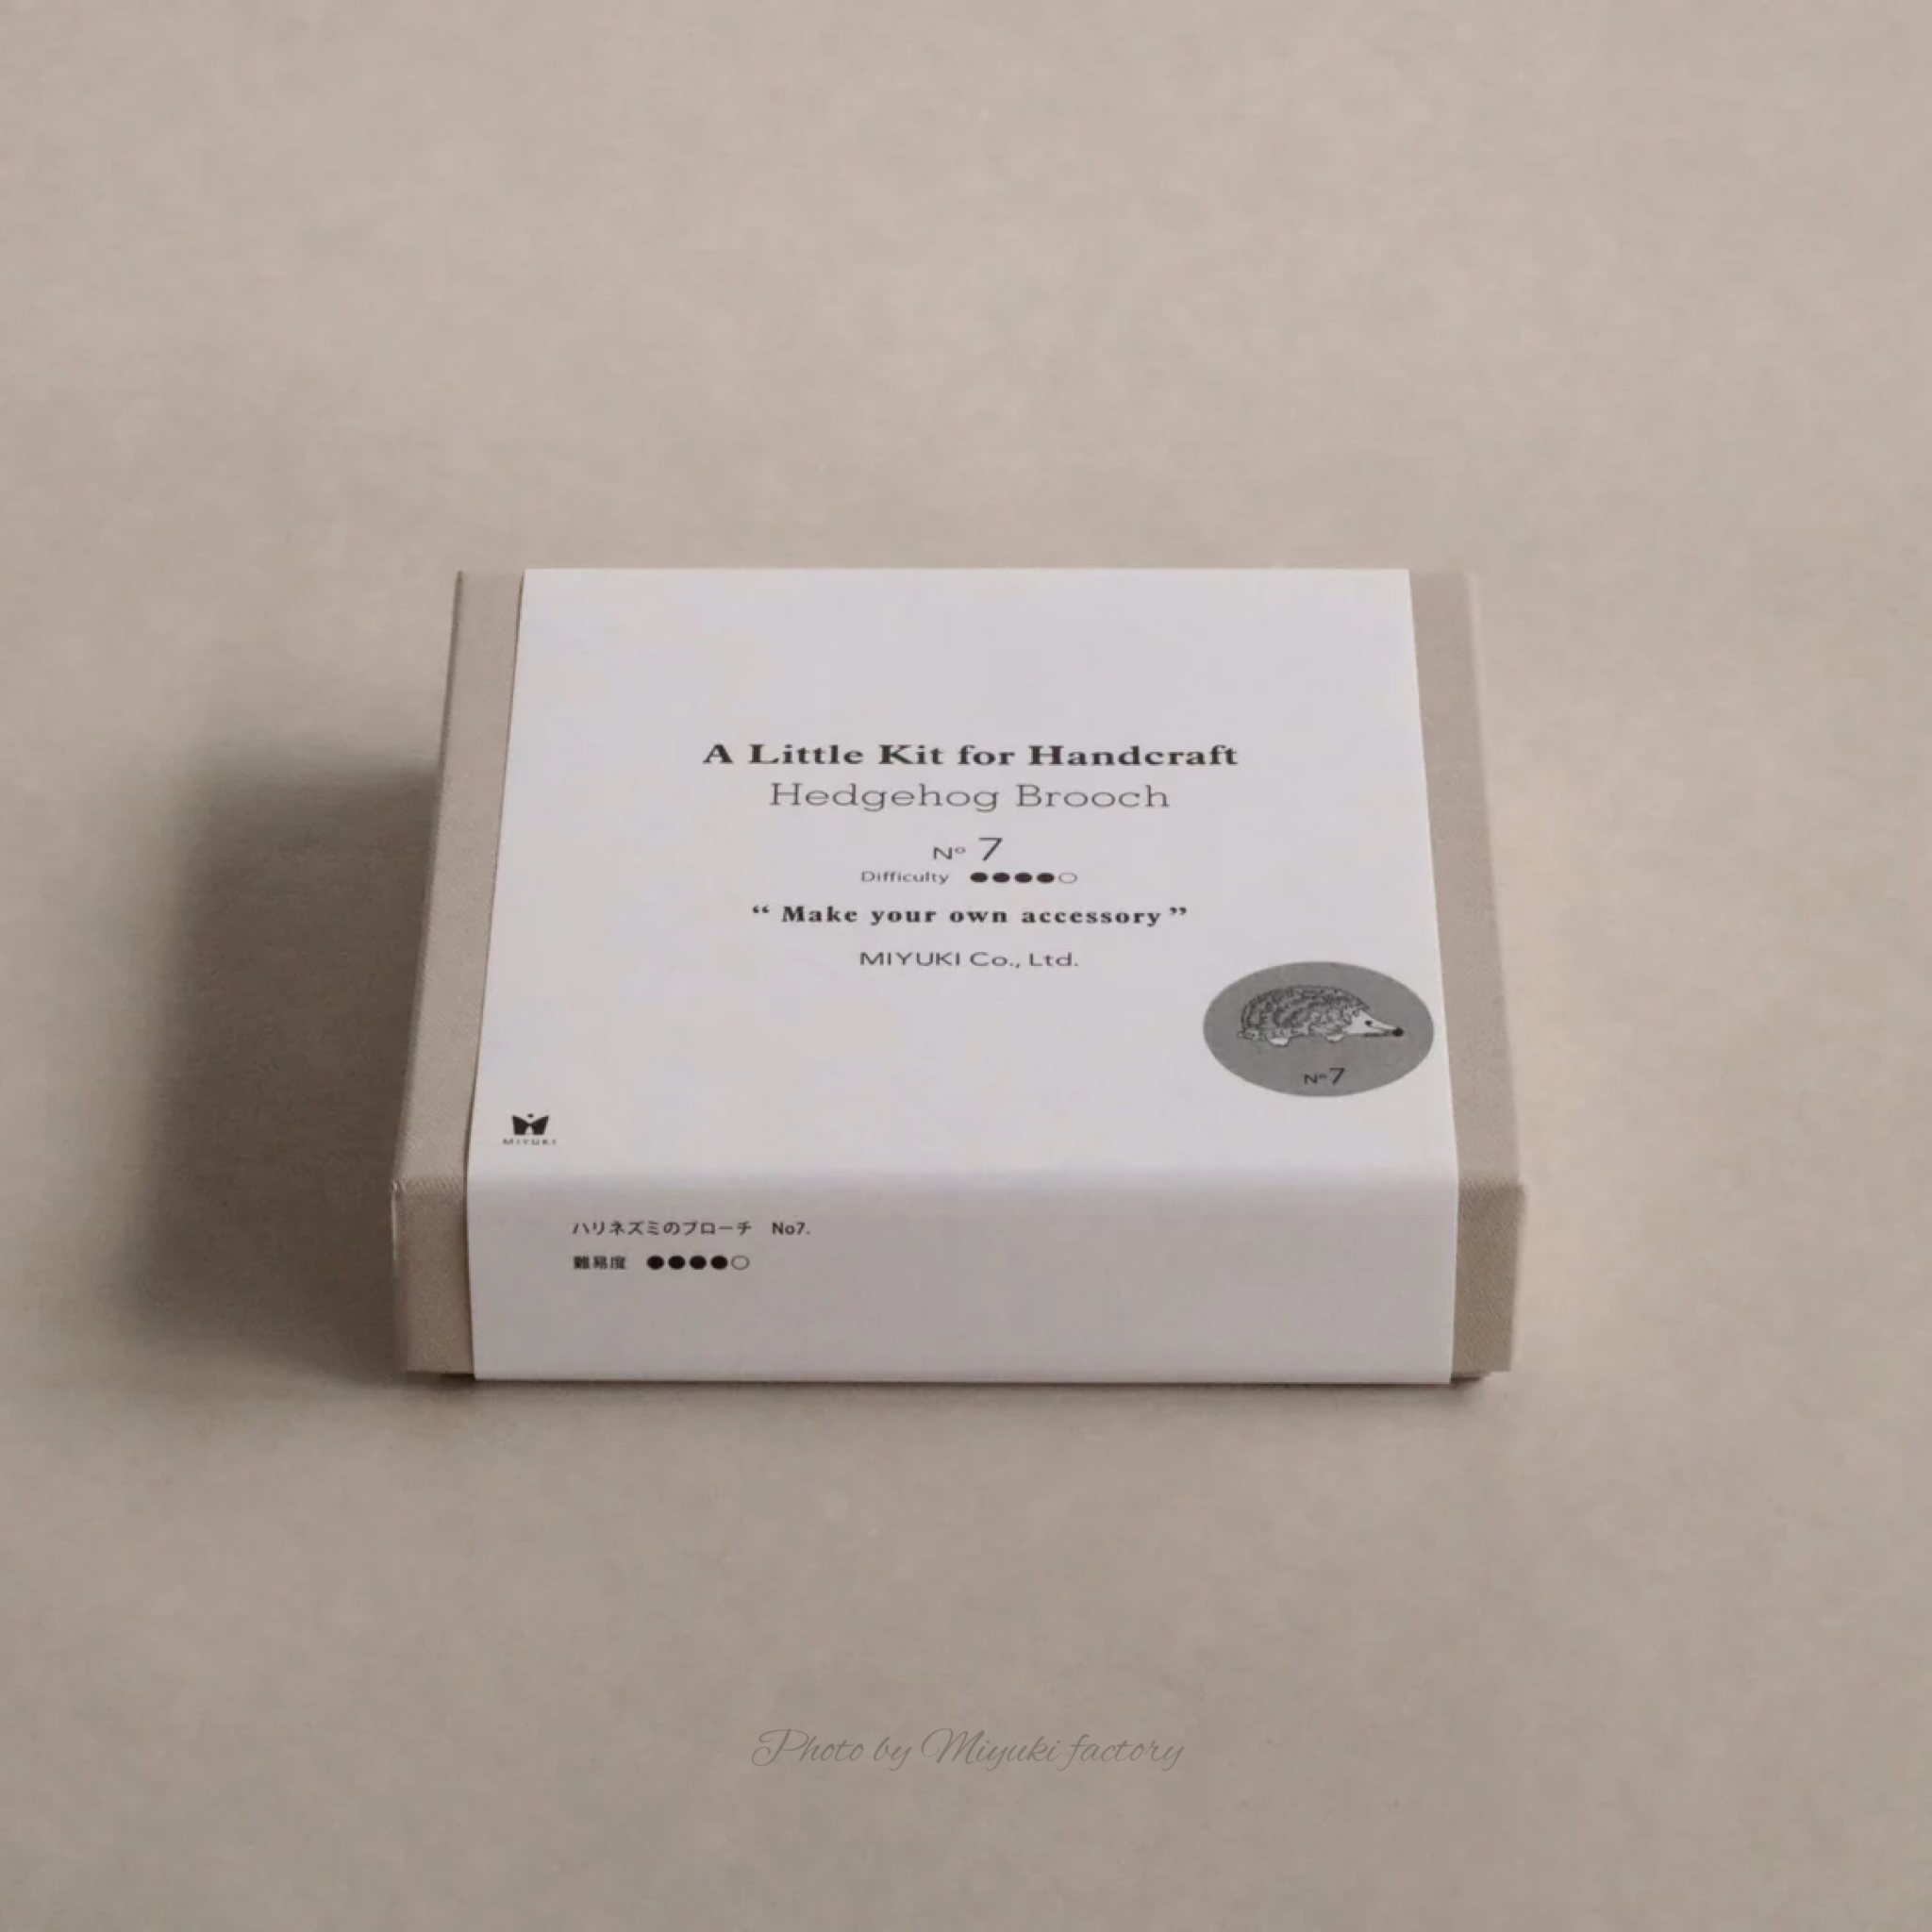 A Little Kit for Handcraft
Hedgehog Brooch
Nº 7
Difficulty ●●●●○
“ Make your own accessory ”
MIYUKI Co., Ltd.
Nº7
MIYUKI
ハリネズミのブローチ　No7.
難易度　●●●●○
Photo by Miyuki factory